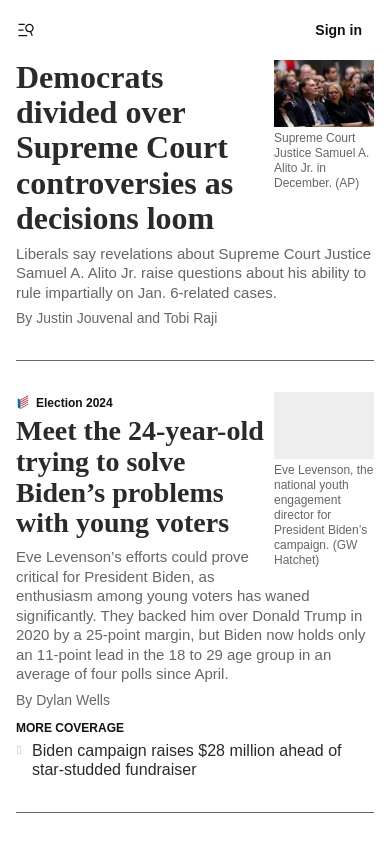 Sign in
Democrats
divided over
Supreme Court
controversies as
decisions loom
Supreme Court
Justice Samuel A.
Alito Jr. in
December. (AP)
Liberals say revelations about Supreme Court Justice
Samuel A. Alito Jr. raise questions about his ability to
rule impartially on Jan. 6-related cases.
By Justin Jouvenal and Tobi Raji
Election 2024
Meet the 24-year-old
trying to solve
Biden’s problems
with young voters
Eve Levenson, the
national youth
engagement
director for
President Biden’s
campaign. (GW
Hatchet)
Eve Levenson’s efforts could prove
critical for President Biden, as
enthusiasm among young voters has waned
significantly. They backed him over Donald Trump in
2020 by a 25-point margin, but Biden now holds only
an 11-point lead in the 18 to 29 age group in an
average of four polls since April.
By Dylan Wells
MORE COVERAGE
Biden campaign raises $28 million ahead of
star-studded fundraiser